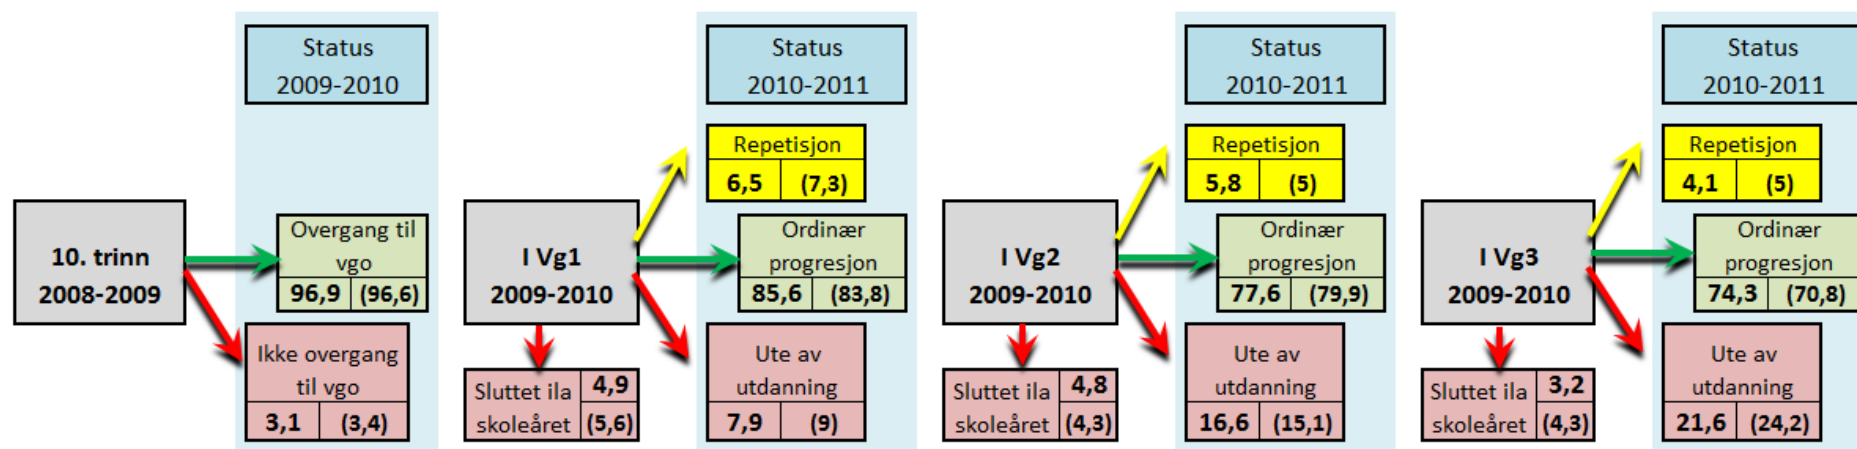 Status
2009-2010
10. trinn
2008-2009
Overgang til
vgo
96,9 (96,6)
Ikke overgang
til vgo
3,1 (3,4)
Status
2010-2011
Repetisjon
6,5 (7,3)
I Vg1
2009-2010
Ordinær
progresjon
85,6 (83,8)
Sluttet ila 4,9
skoleåret (5,6)
Ute av
utdanning
7,9 (9)
Status
2010-2011
Repetisjon
5,8 (5)
I Vg2
2009-2010
Ordinær
progresjon
77,6 (79,9)
Sluttet ila 4,8
skoleåret (4,3)
Ute av
utdanning
16,6 (15,1)
Status
2010-2011
Repetisjon
4,1 (5)
I Vg3
2009-2010
Ordinær
progresjon
74,3 (70,8)
Sluttet ila 3,2
skoleåret (4,3)
Ute av
utdanning
21,6 (24,2)